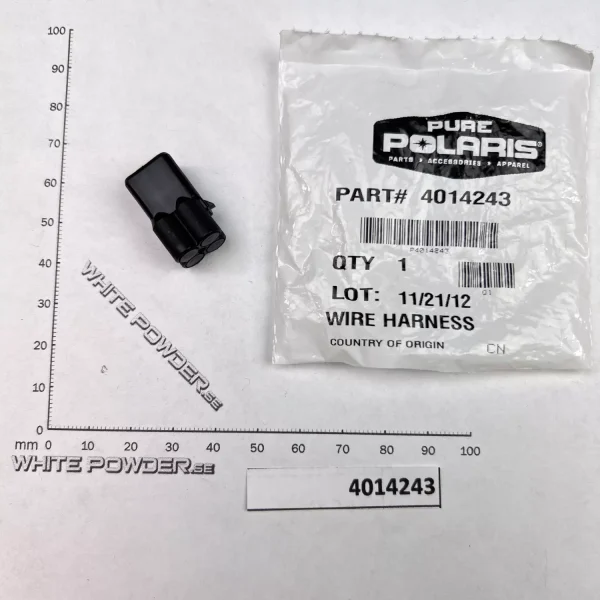 100
90
80
70
60
50
40
30
20
10
0
mm 0 10 20 30 40 50 60 70 80 90 100
WHITE POWDER.SE
WHITE POWDER.SE
PURE
POLARIS®
PARTS • ACCESSORIES • APPAREL
PART# 4014243
P4014243
QTY 1
Q1
LOT: 11/21/12
WIRE HARNESS
COUNTRY OF ORIGIN CN
4014243